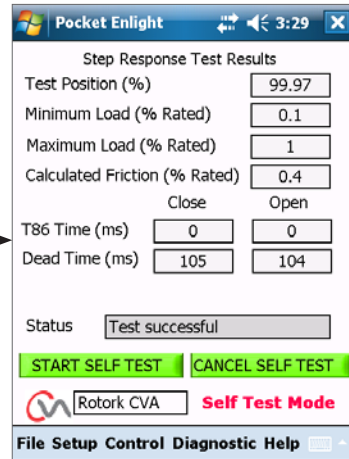 Pocket Enlight 3:29
Step Response Test Results
Test Position (%) 99.97
Minimum Load (% Rated) 0.1
Maximum Load (% Rated) 1
Calculated Friction (% Rated) 0.4
Close Open
T86 Time (ms) 0 0
Dead Time (ms) 105 104
Status Test successful
START SELF TEST CANCEL SELF TEST
Rotork CVA Self Test Mode
File Setup Control Diagnostic Help